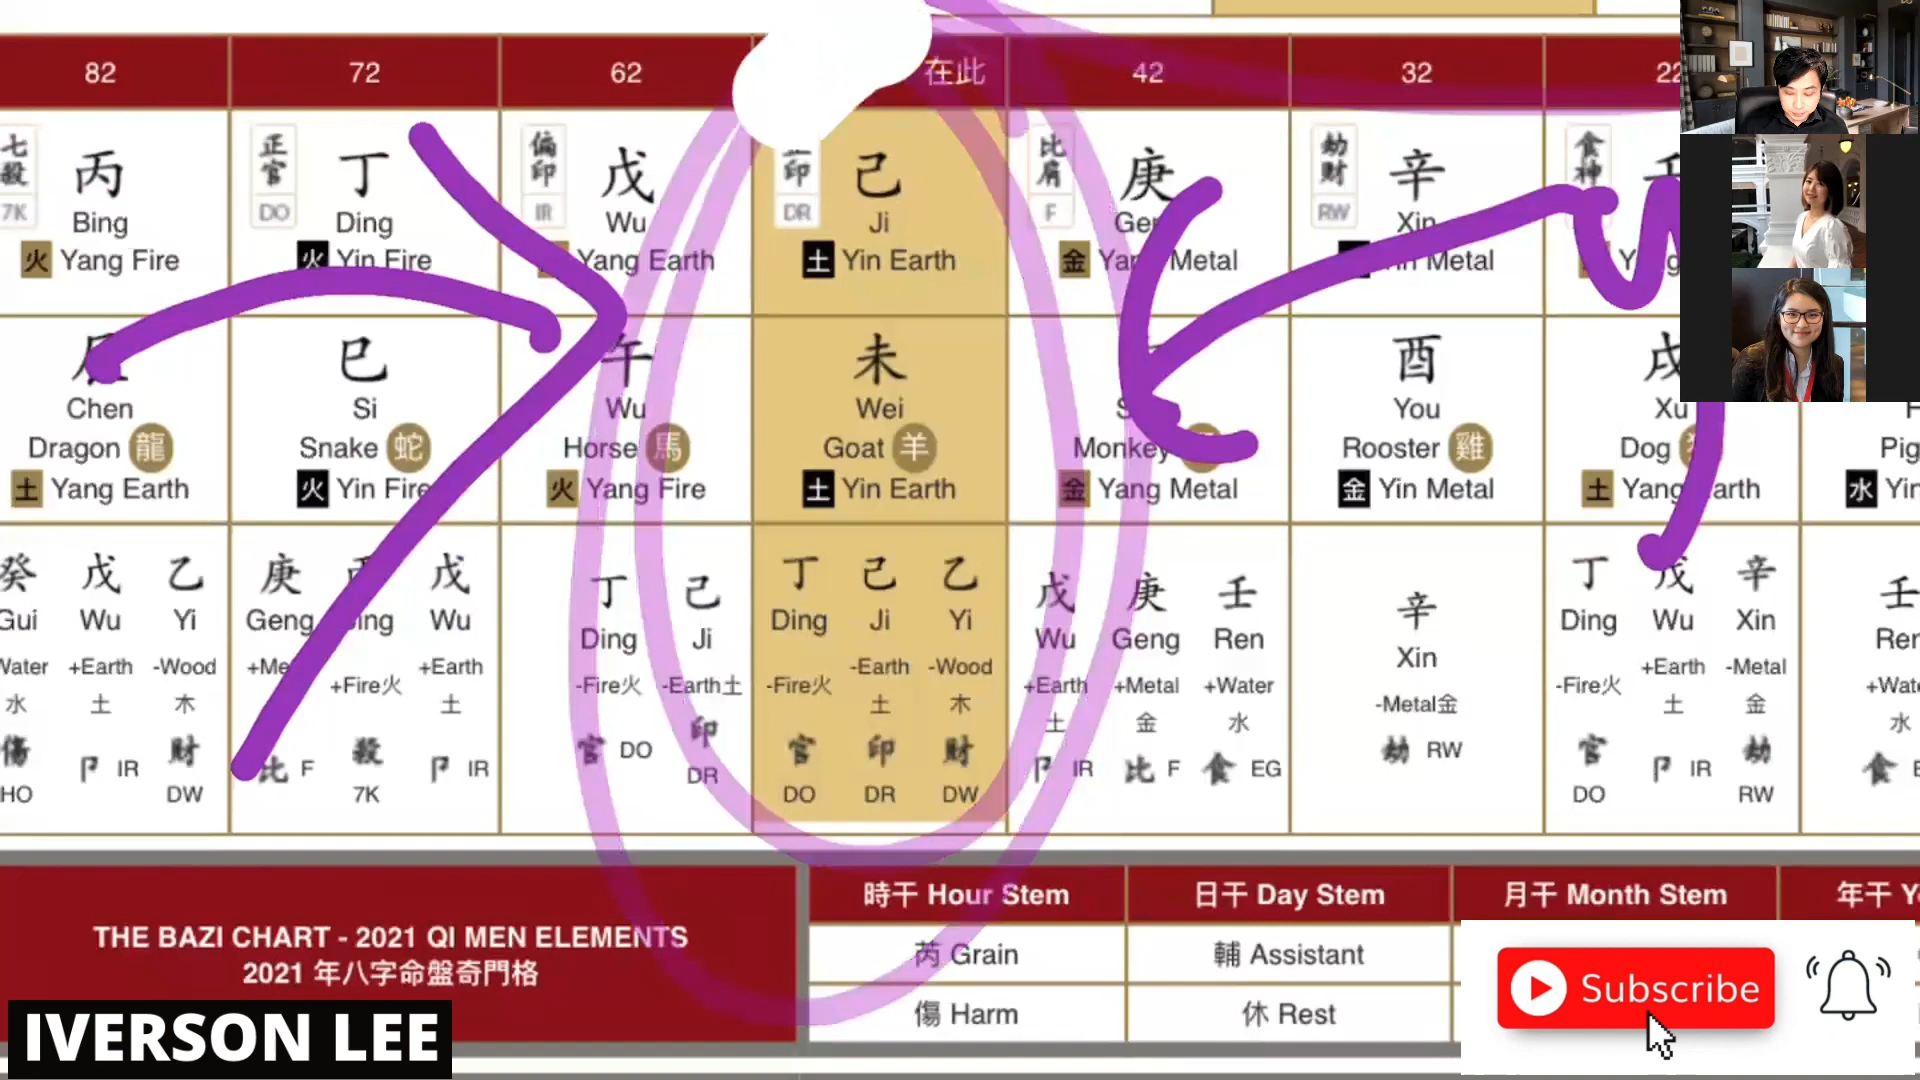 82 72 62 在此 42 32 22
七殺 7K 丙 正官 DO 丁 偏印 IR 戊 印 DR 己 比肩 F 庚 劫財 RW 辛 食神
Bing Ding Wu Ji Xin
火 Yang Fire 火 Yin Fire Yang Earth 土 Yin Earth 金 Metal Metal
巳 午 未 酉 戌
Chen Si Wu Wei You Xu
Dragon 龍 Snake 蛇 Horse 馬 Goat 羊 Monkey Rooster 雞 Dog
土 Yang Earth 火 Yin Fire 火 Yang Fire 土 Yin Earth 金 Yang Metal 金 Yin Metal 土 水
癸 戊 乙 庚 戊 丁 己 丁 己 乙 戊 庚 壬 辛 丁 戊 辛 壬
Gui Wu Yi Geng Wu Ding Ji Ding Ji Yi Wu Geng Ren Xin Ding Wu Xin
+Earth -Wood +Fire火 +Earth -Fire火 -Earth土 -Fire火 -Earth -Wood +Earth +Metal +Water -Metal金 -Fire火 +Earth -Metal
水 土 木 土 土 木 土 金 水 土 金 水
傷 HO IR 財 DW 比 F 殺 7K IR 官 DO 印 DR 官 DO 印 DR 財 DW IR 比 F 食 EG 劫 RW 官 DO IR 劫 RW 食
THE BAZI CHART - 2021 QI MEN ELEMENTS
2021 年八字命盤奇門格
時干 Hour Stem 日干 Day Stem 月干 Month Stem 年干
芮 Grain 輔 Assistant
傷 Harm 休 Rest
Subscribe
IVERSON LEE